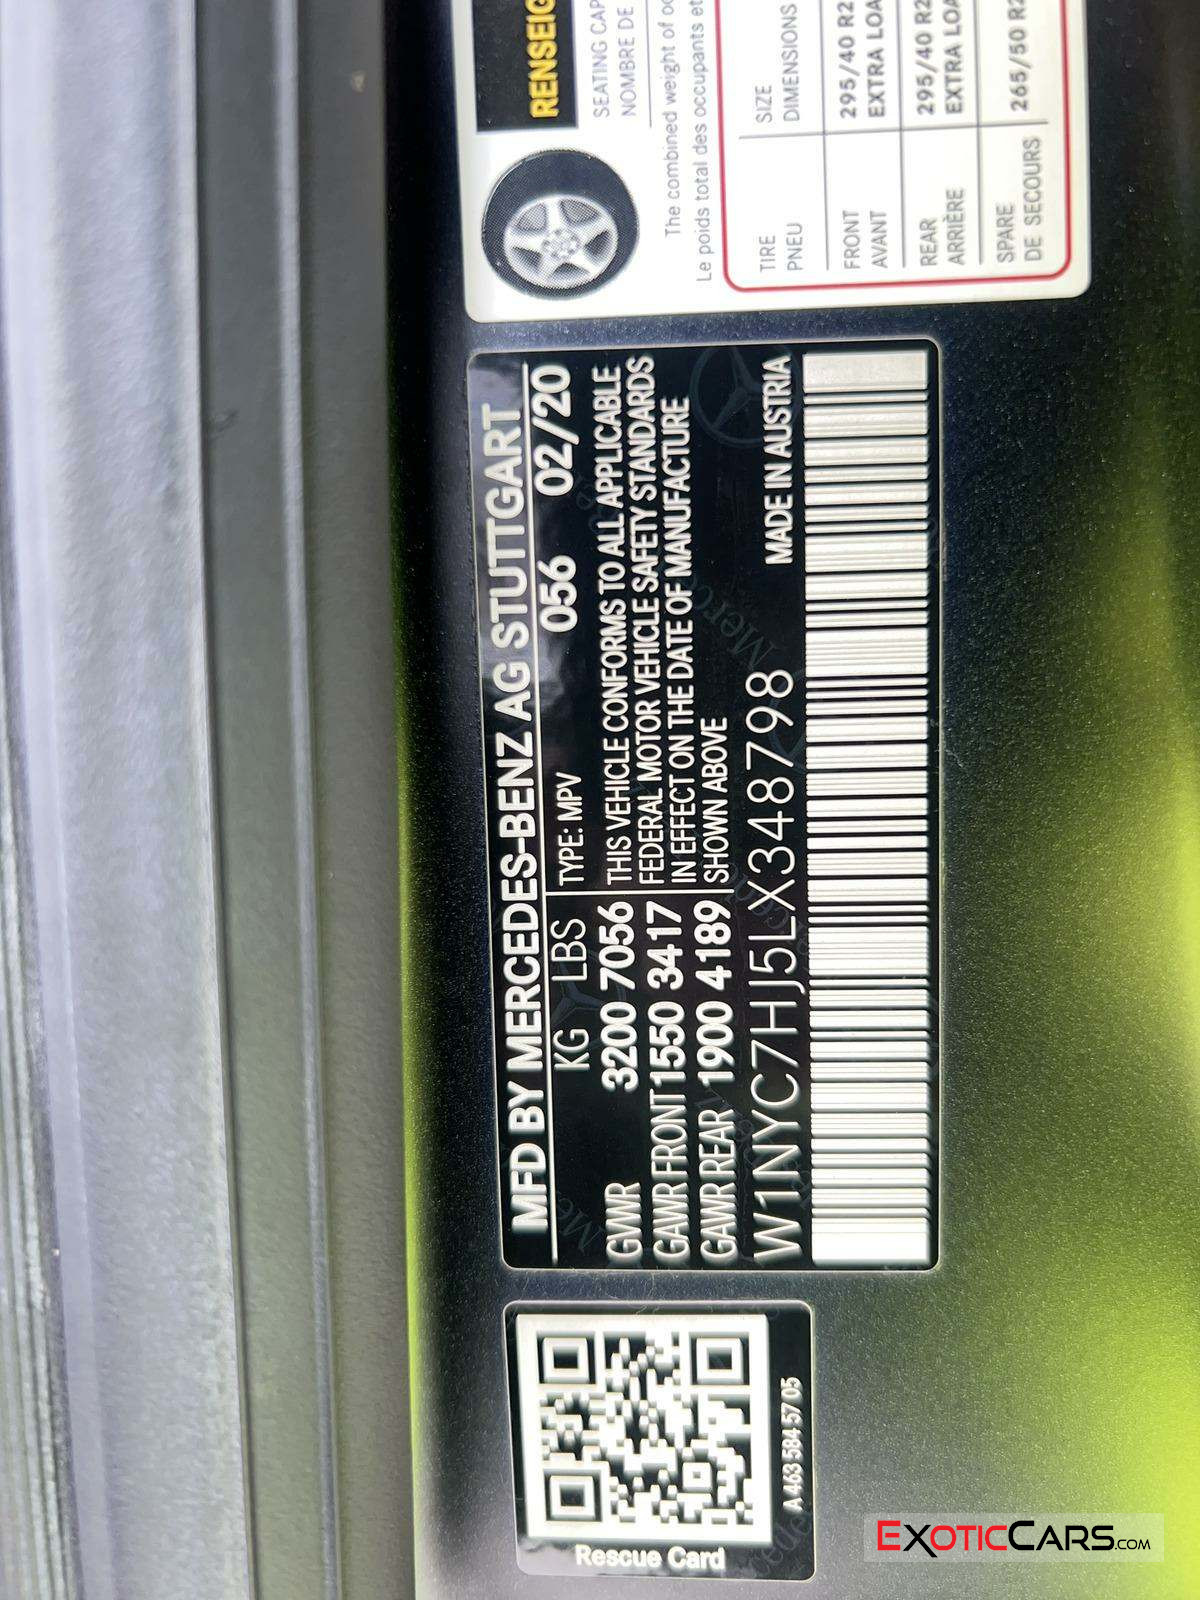 MFD BY MERCEDES-BENZ AG STUTTGART
KG LBS TYPE: MPV 056 02/20
GVWR 3200 7056
GAWR FRONT 1550 3417
GAWR REAR 1900 4189
THIS VEHICLE CONFORMS TO ALL APPLICABLE
FEDERAL MOTOR VEHICLE SAFETY STANDARDS
IN EFFECT ON THE DATE OF MANUFACTURE
SHOWN ABOVE
W1NYC7HJ5LX348798 MADE IN AUSTRIA
Rescue Card
A 463 584 57 05
RENSEIG
SEATING CAP
NOMBRE DE
The combined weight of oc
Le poids total des occupants et
TIRE SIZE
PNEU DIMENSIONS
FRONT 295/40 R2
AVANT EXTRA LOA
REAR 295/40 R2
ARRIÈRE EXTRA LOA
SPARE 265/50 R2
DE SECOURS
EXOTICCARS.COM